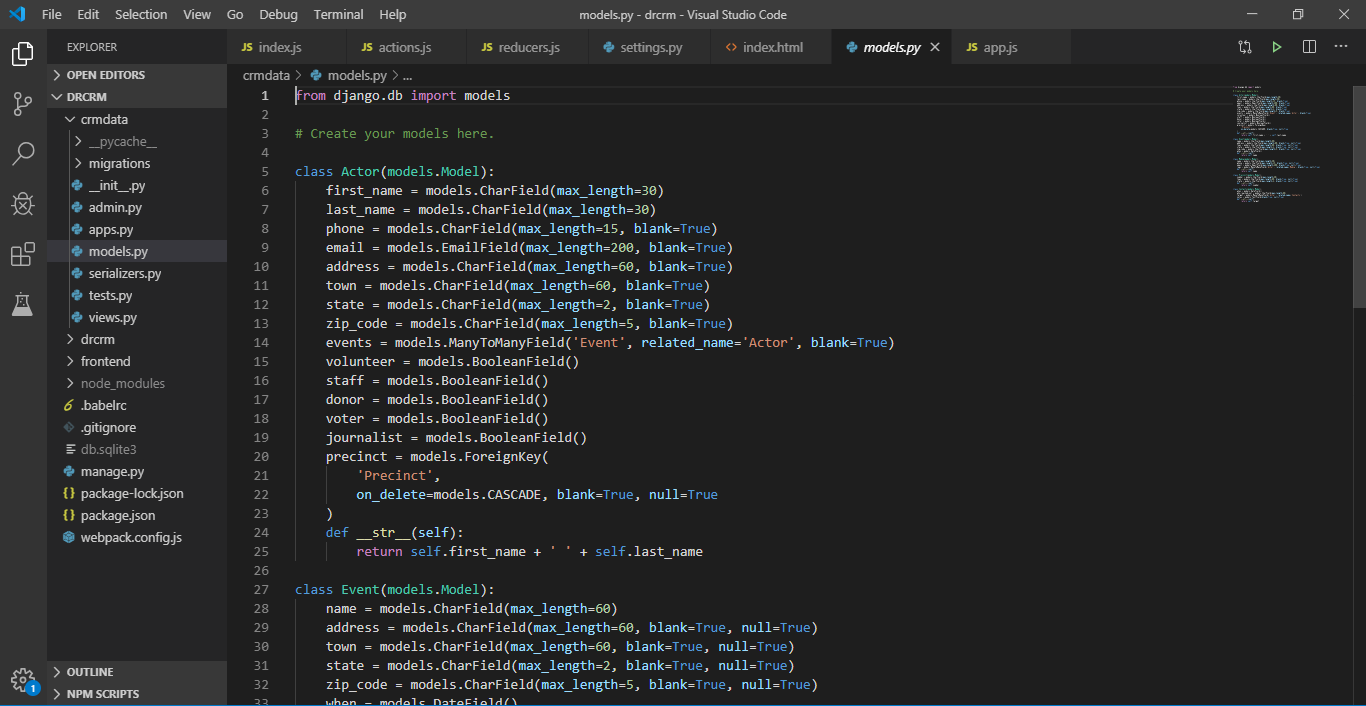 File Edit Selection View Go Debug Terminal Help models.py - drcrm - Visual Studio Code
EXPLORER
OPEN EDITORS
DRCRM
crmdata
__pycache__
migrations
__init__.py
admin.py
apps.py
models.py
serializers.py
tests.py
views.py
drcrm
frontend
node_modules
.babelrc
.gitignore
db.sqlite3
manage.py
package-lock.json
package.json
webpack.config.js
OUTLINE
NPM SCRIPTS
1
JS index.js JS actions.js JS reducers.js settings.py index.html models.py JS app.js
crmdata > models.py > ...
1 from django.db import models
2
3 # Create your models here.
4
5 class Actor(models.Model):
6 first_name = models.CharField(max_length=30)
7 last_name = models.CharField(max_length=30)
8 phone = models.CharField(max_length=15, blank=True)
9 email = models.EmailField(max_length=200, blank=True)
10 address = models.CharField(max_length=60, blank=True)
11 town = models.CharField(max_length=60, blank=True)
12 state = models.CharField(max_length=2, blank=True)
13 zip_code = models.CharField(max_length=5, blank=True)
14 events = models.ManyToManyField('Event', related_name='Actor', blank=True)
15 volunteer = models.BooleanField()
16 staff = models.BooleanField()
17 donor = models.BooleanField()
18 voter = models.BooleanField()
19 journalist = models.BooleanField()
20 precinct = models.ForeignKey(
21 'Precinct',
22 on_delete=models.CASCADE, blank=True, null=True
23 )
24 def __str__(self):
25 return self.first_name + ' ' + self.last_name
26
27 class Event(models.Model):
28 name = models.CharField(max_length=60)
29 address = models.CharField(max_length=60, blank=True, null=True)
30 town = models.CharField(max_length=60, blank=True, null=True)
31 state = models.CharField(max_length=2, blank=True, null=True)
32 zip_code = models.CharField(max_length=5, blank=True, null=True)
33 when = models.DateField()